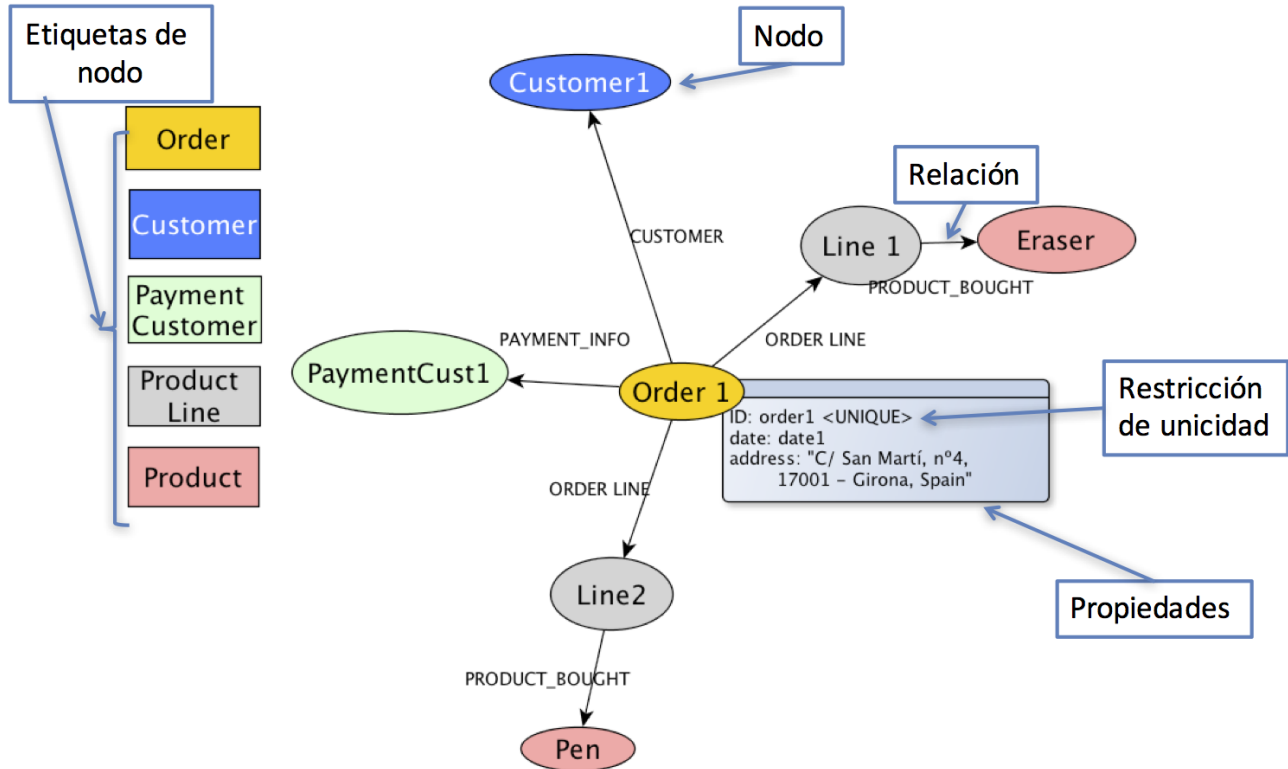 Etiquetas de
nodo
Nodo
Customer1
Order
Customer
Payment
Customer
Product
Line
Product
Relación
CUSTOMER
Line 1
Eraser
PRODUCT_BOUGHT
PAYMENT_INFO
ORDER LINE
PaymentCust1
Order 1
ID: order1 <UNIQUE>
date: date1
address: "C/ San Martí, nº4,
17001 – Girona, Spain"
Restricción
de unicidad
ORDER LINE
Line2
Propiedades
PRODUCT_BOUGHT
Pen